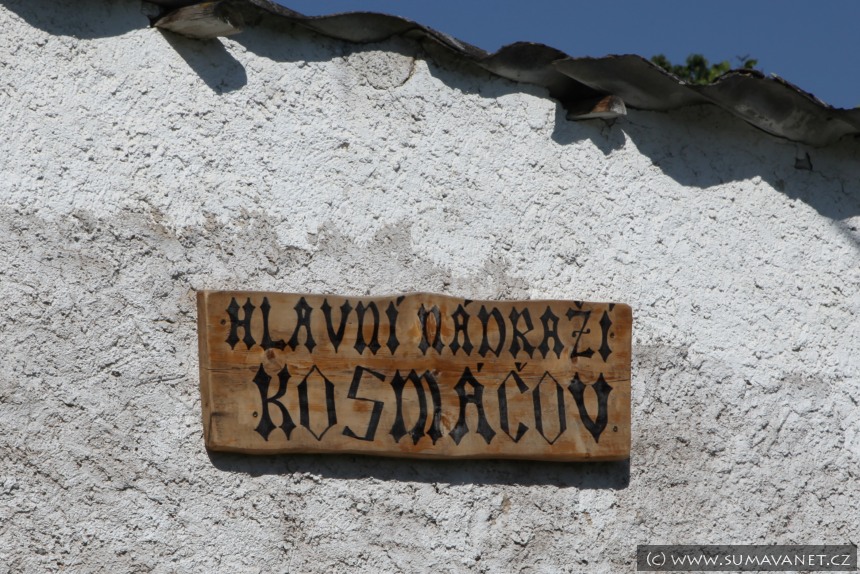 HLAVNÍ NÁDRAŽÍ
KOSMÁČOV
(C) WWW.SUMAVANET.CZ